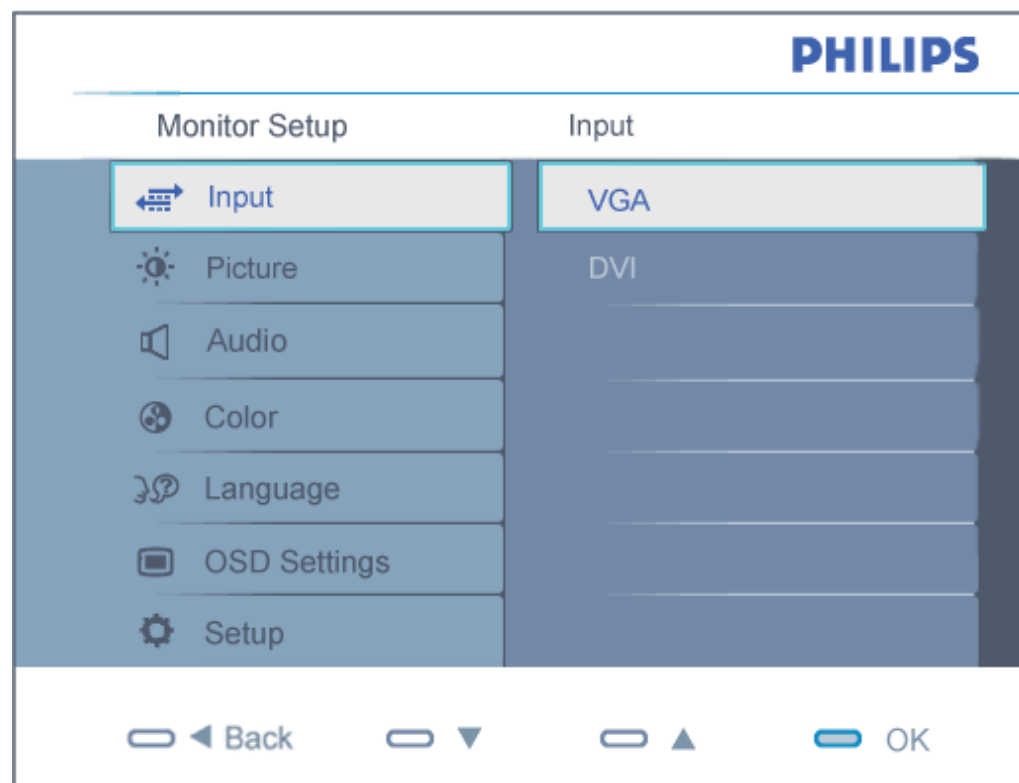 PHILIPS
Monitor Setup
Input
Input
VGA
Picture
DVI
Audio
Color
Language
OSD Settings
Setup
Back
OK